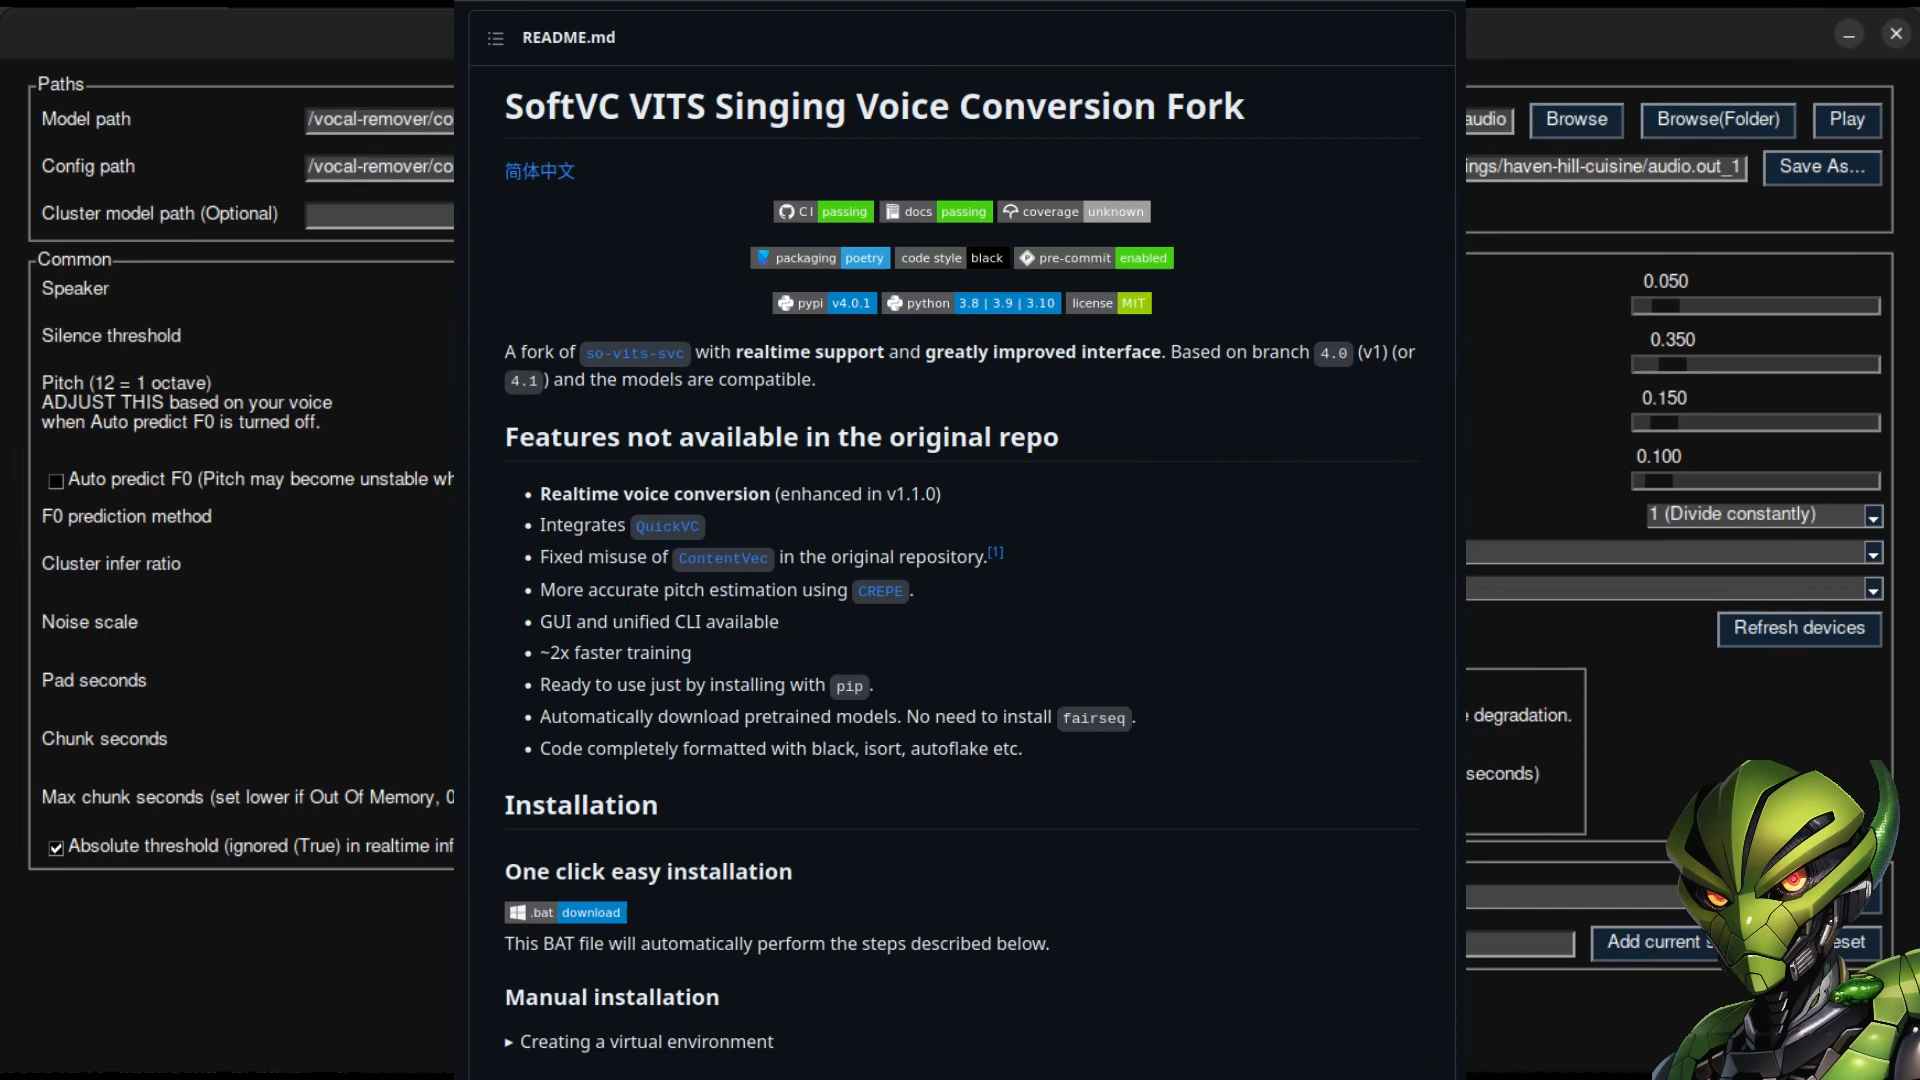 Paths
Model path
/vocal-remover/co
Config path
/vocal-remover/co
Cluster model path (Optional)
Common
Speaker
Silence threshold
Pitch (12 = 1 octave)
ADJUST THIS based on your voice
when Auto predict F0 is turned off.
Auto predict F0 (Pitch may become unstable wh
F0 prediction method
Cluster infer ratio
Noise scale
Pad seconds
Chunk seconds
Max chunk seconds (set lower if Out Of Memory, 0
Absolute threshold (ignored (True) in realtime inf
README.md
SoftVC VITS Singing Voice Conversion Fork
简体中文
CI passing docs passing coverage unknown
packaging poetry code style black pre-commit enabled
pypi v4.0.1 python 3.8 | 3.9 | 3.10 license MIT
A fork of so-vits-svc with realtime support and greatly improved interface. Based on branch 4.0 (v1) (or
4.1) and the models are compatible.
Features not available in the original repo
• Realtime voice conversion (enhanced in v1.1.0)
• Integrates QuickVC
• Fixed misuse of ContentVec in the original repository.[1]
• More accurate pitch estimation using CREPE.
• GUI and unified CLI available
• ~2x faster training
• Ready to use just by installing with pip.
• Automatically download pretrained models. No need to install fairseq.
• Code completely formatted with black, isort, autoflake etc.
Installation
One click easy installation
.bat download
This BAT file will automatically perform the steps described below.
Manual installation
▸ Creating a virtual environment
audio Browse Browse(Folder) Play
ngs/haven-hill-cuisine/audio.out_1 Save As...
0.050
0.350
0.150
0.100
1 (Divide constantly)
Refresh devices
degradation.
seconds)
Add current s eset